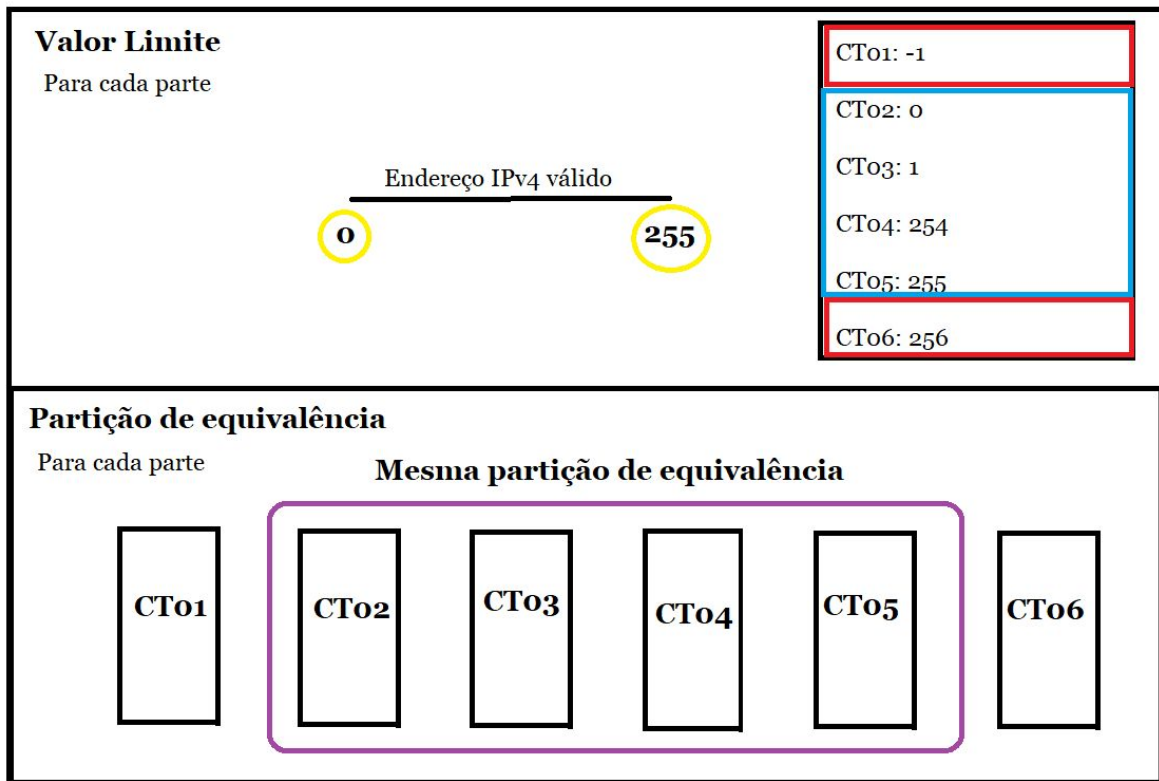 Valor Limite
Para cada parte
Endereço IPv4 válido
0
255
CT01: -1
CT02: 0
CT03: 1
CT04: 254
CT05: 255
CT06: 256
Partição de equivalência
Para cada parte
Mesma partição de equivalência
CT01
CT02
CT03
CT04
CT05
CT06